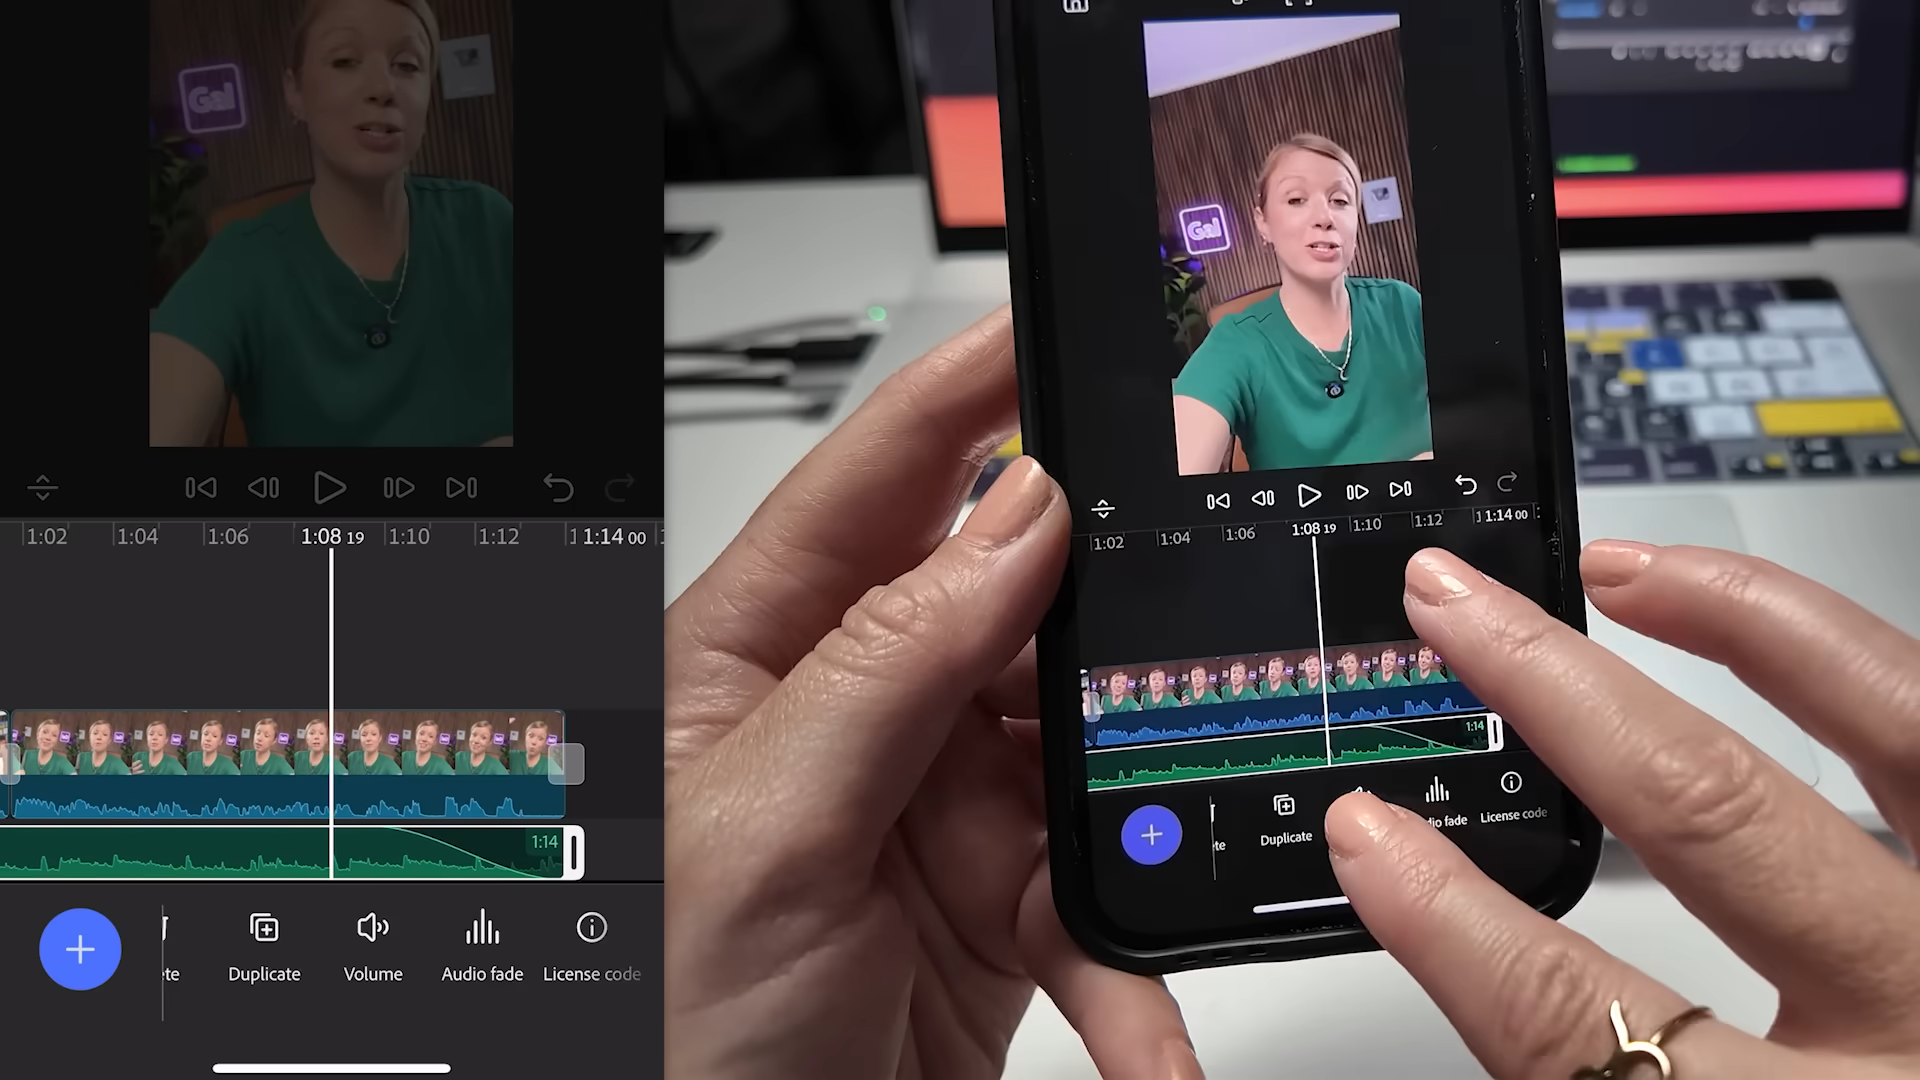 Gal
1:02
1:04
1:06
1:08 19
1:10
1:12
1:14 00
1:14
te
Duplicate
Volume
Audio fade
License code
Gal
1:02
1:04
1:06
1:08 19
1:10
1:12
1:14 00
1:14
te
Duplicate
dio fade
License code